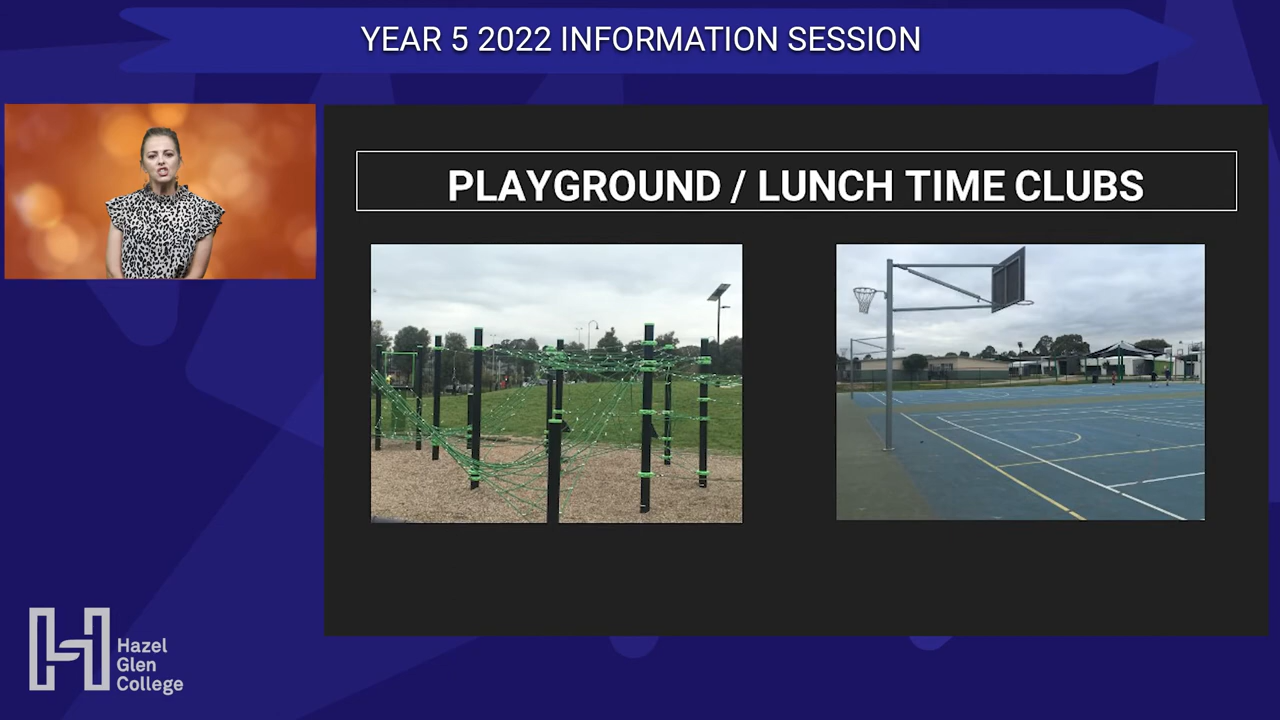 YEAR 5 2022 INFORMATION SESSION
PLAYGROUND / LUNCH TIME CLUBS
Hazel
Glen
College